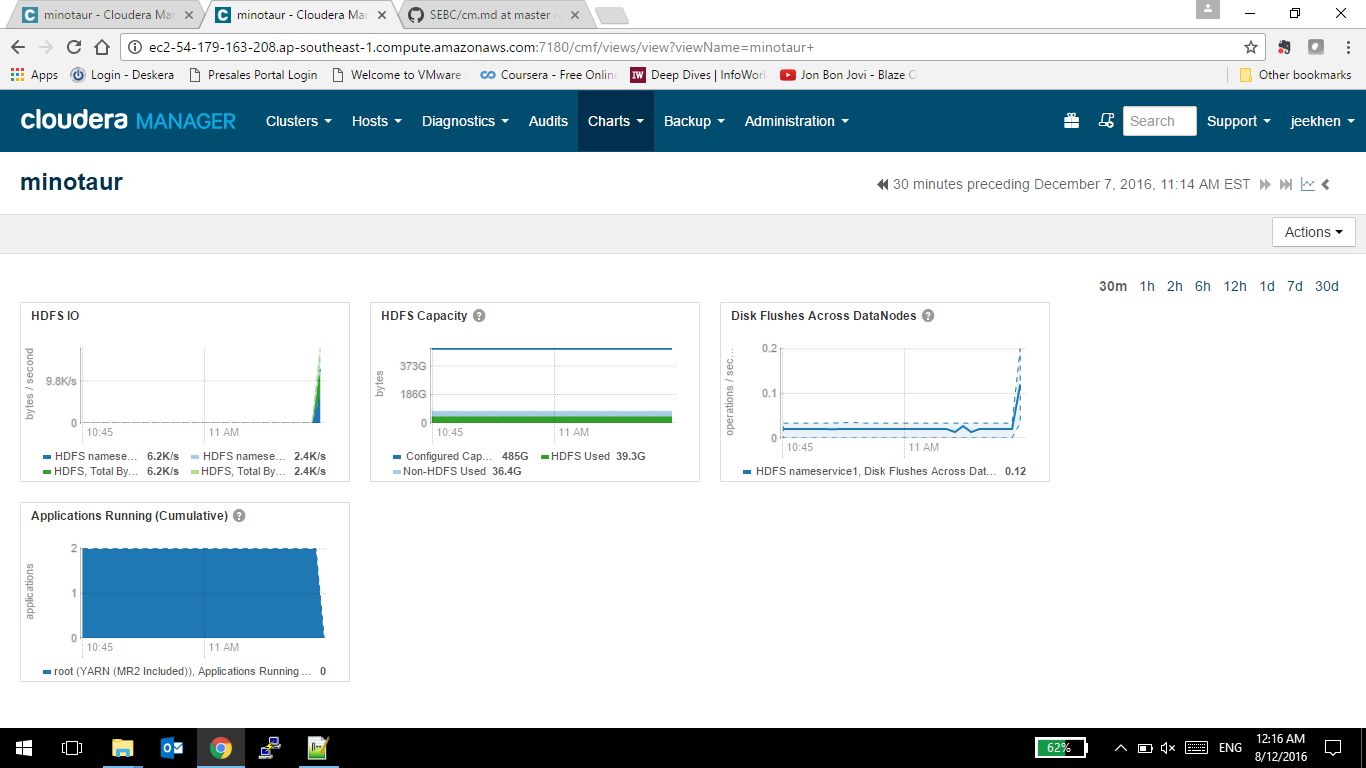 minotaur - Cloudera Ma
minotaur - Cloudera Ma
SEBC/cm.md at master ·
ec2-54-179-163-208.ap-southeast-1.compute.amazonaws.com:7180/cmf/views/view?viewName=minotaur+
Apps Login - Deskera Presales Portal Login Welcome to VMware Coursera - Free Onlin Deep Dives | InfoWor Jon Bon Jovi - Blaze O Other bookmarks
cloudera MANAGER Clusters Hosts Diagnostics Audits Charts Backup Administration Search Support jeekhen
minotaur
30 minutes preceding December 7, 2016, 11:14 AM EST
Actions
30m 1h 2h 6h 12h 1d 7d 30d
HDFS IO
bytes / second
9.8K/s
0
10:45 11 AM
HDFS namese... 6.2K/s HDFS namese... 2.4K/s
HDFS, Total By... 6.2K/s HDFS, Total By... 2.4K/s
HDFS Capacity ?
bytes
373G
186G
0
10:45 11 AM
Configured Cap... 485G HDFS Used 39.3G
Non-HDFS Used 36.4G
Disk Flushes Across DataNodes ?
operations / sec...
0.2
0.1
0
10:45 11 AM
HDFS nameservice1, Disk Flushes Across Dat... 0.12
Applications Running (Cumulative) ?
applications
2
1
0
10:45 11 AM
root (YARN (MR2 Included)), Applications Running ... 0
62% ENG 12:16 AM
8/12/2016